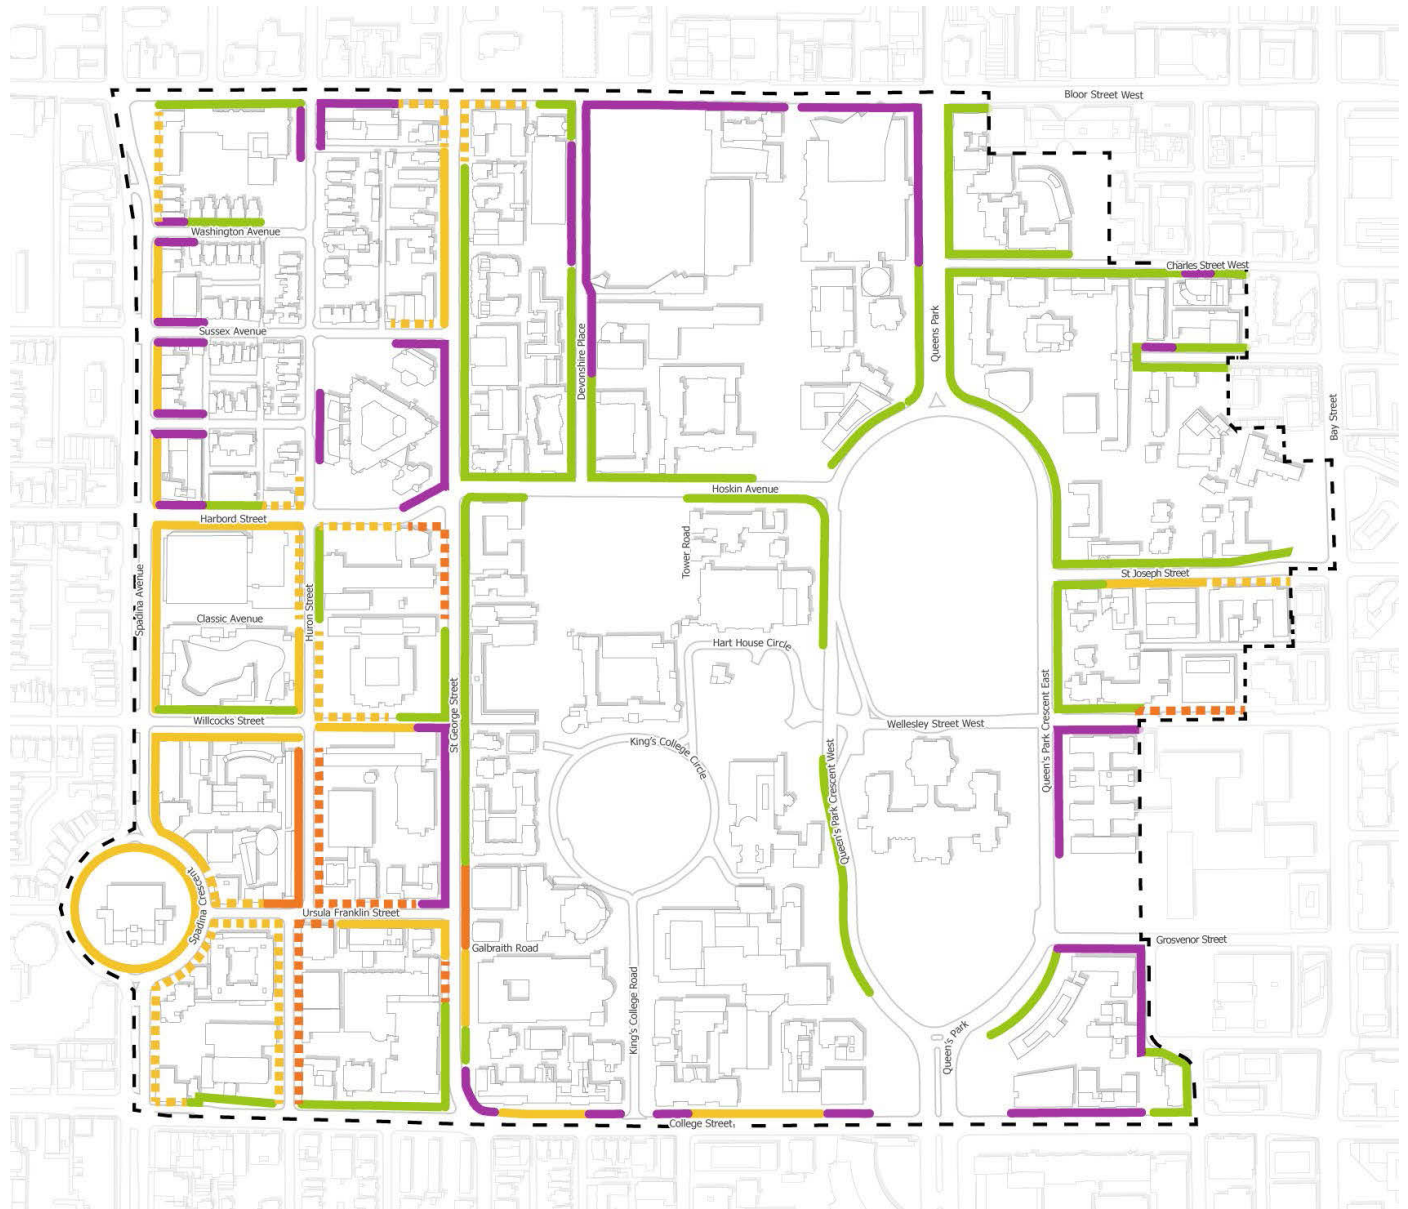 Bloor Street West
Washington Avenue
Charles Street West
Sussex Avenue
Devonshire Place
Queens Park
Bay Street
Hoskin Avenue
Harbord Street
Tower Road
St Joseph Street
Spadina Avenue
Huron Street
Classic Avenue
Hart House Circle
St George Street
Queen's Park Crescent East
Willcocks Street
Wellesley Street West
King's College Circle
Queen's Park Crescent West
Spadina Crescent
Ursula Franklin Street
Galbraith Road
Grosvenor Street
King's College Road
Queen's Park
College Street